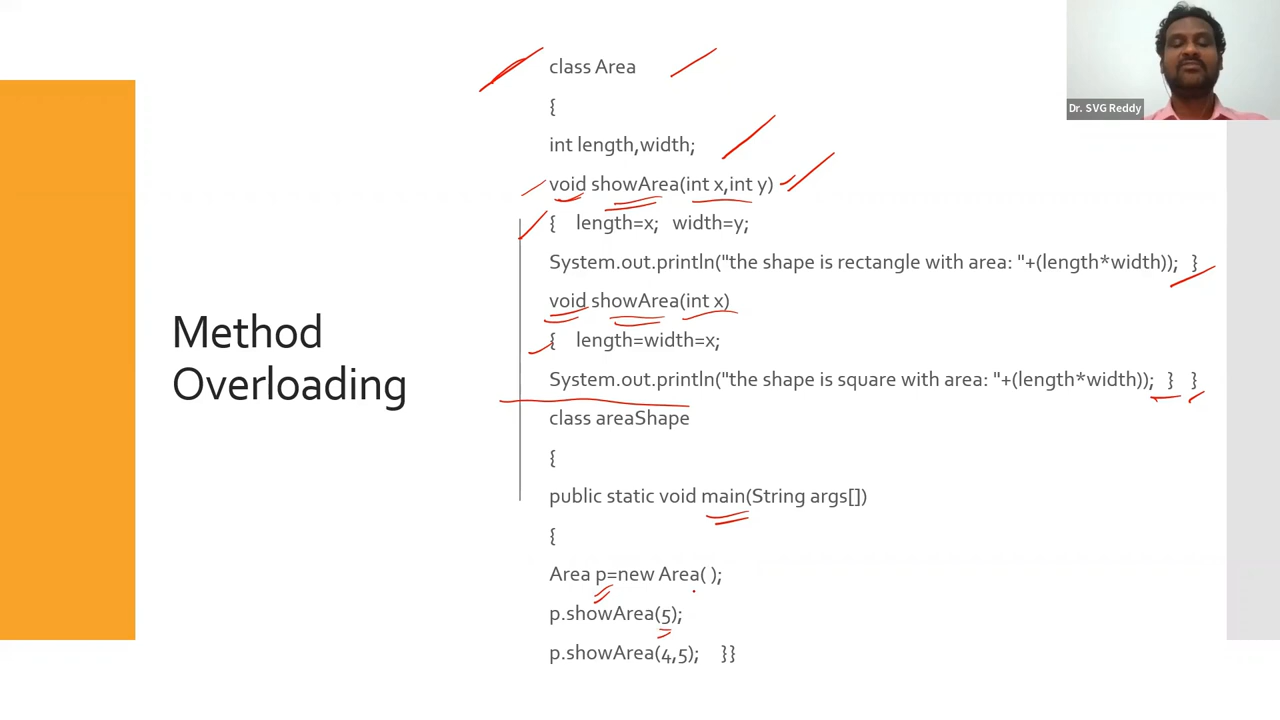 Dr. SVG Reddy
Method
Overloading
class Area
{
int length,width;
void showArea(int x,int y)
{ length=x; width=y;
System.out.println("the shape is rectangle with area: "+(length*width)); }
void showArea(int x)
{ length=width=x;
System.out.println("the shape is square with area: "+(length*width)); } }
class areaShape
{
public static void main(String args[])
{
Area p=new Area( );
p.showArea(5);
p.showArea(4,5); }}